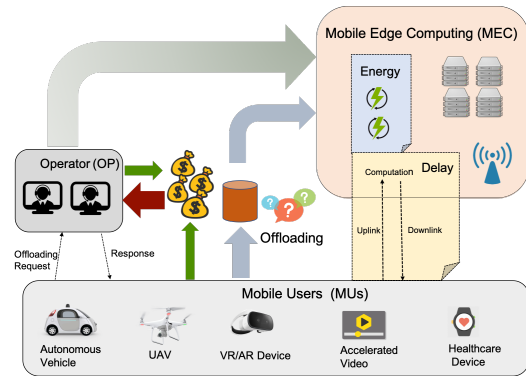 Mobile Edge Computing (MEC)
Energy
Operator (OP)
Delay
Computation
Offloading
Uplink
Downlink
Offloading
Request
Response
Mobile Users (MUs)
Autonomous
Vehicle
UAV
VR/AR Device
Accelerated
Video
Healthcare
Device